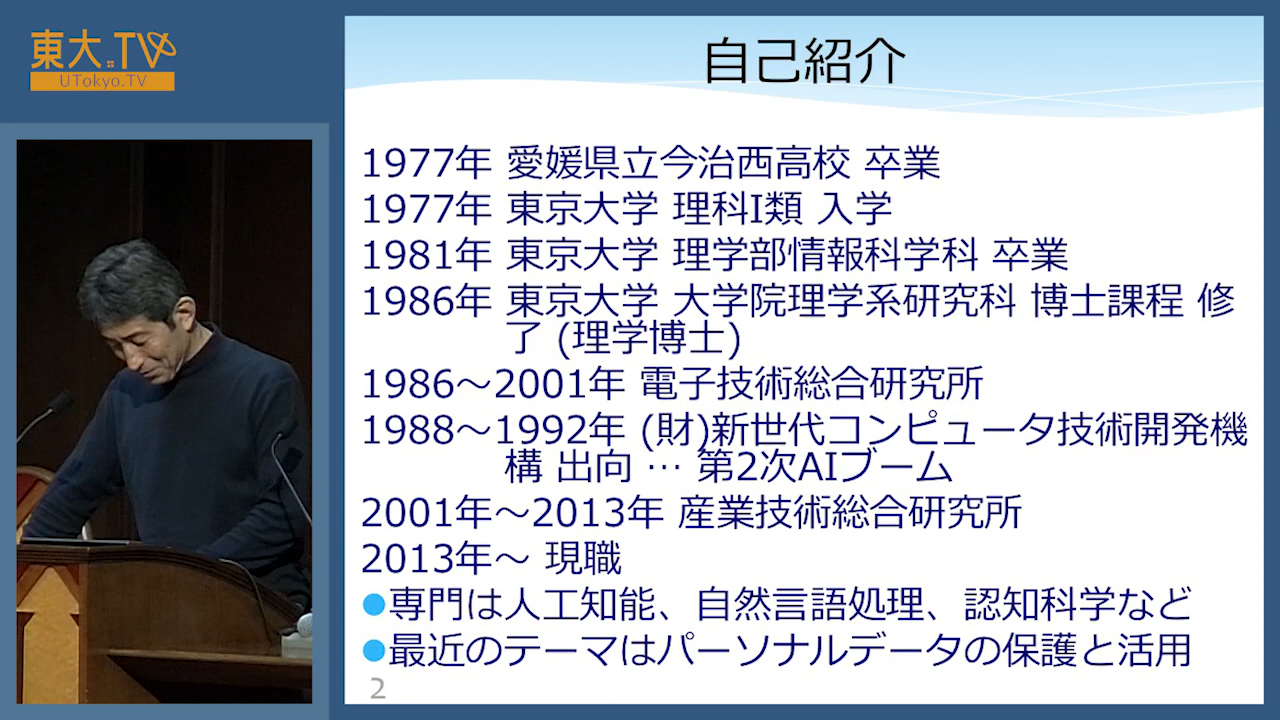 東大.TV
UTokyo.TV
自己紹介
1977年 愛媛県立今治西高校 卒業
1977年 東京大学 理科I類 入学
1981年 東京大学 理学部情報科学科 卒業
1986年 東京大学 大学院理学系研究科 博士課程 修
了 (理学博士)
1986～2001年 電子技術総合研究所
1988～1992年 (財)新世代コンピュータ技術開発機
構 出向 … 第2次AIブーム
2001年～2013年 産業技術総合研究所
2013年～ 現職
●専門は人工知能、自然言語処理、認知科学など
●最近のテーマはパーソナルデータの保護と活用
2